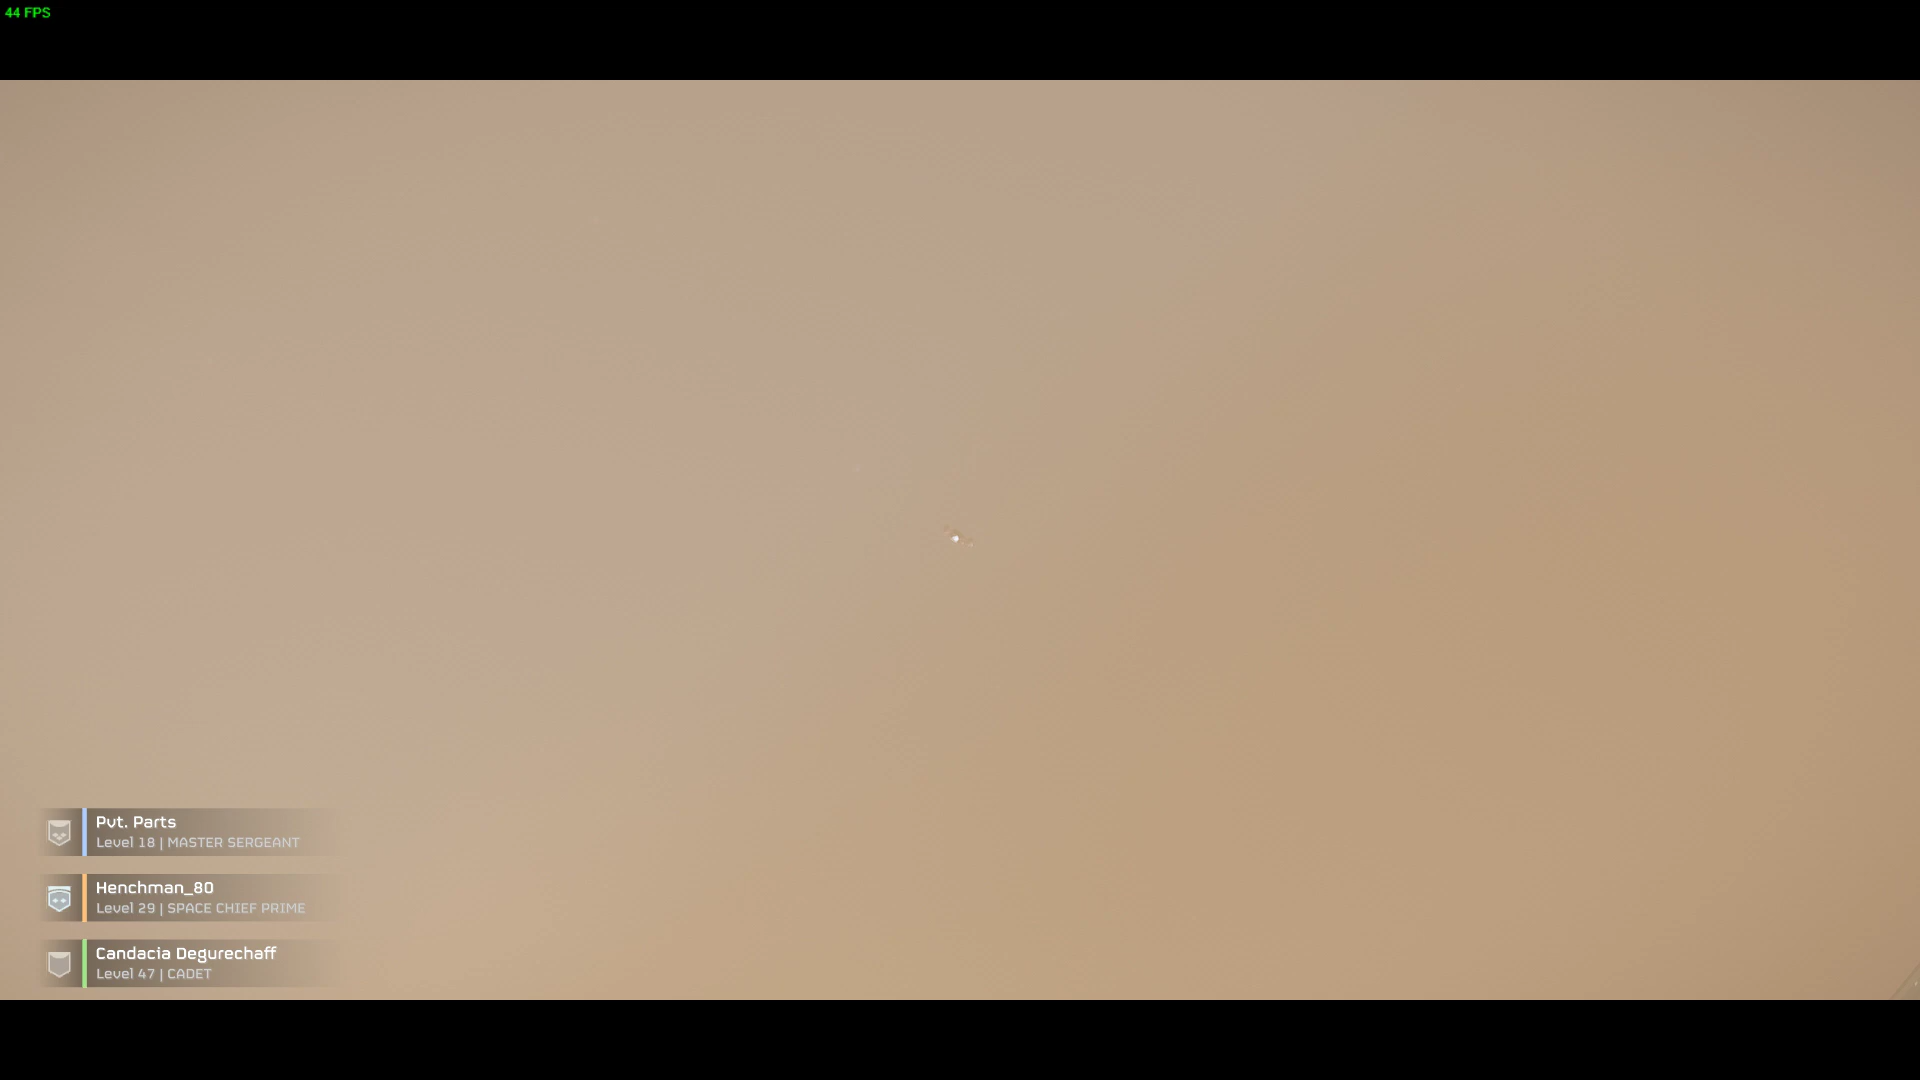 44 FPS
Pvt. Parts
Level 18 | MASTER SERGEANT
Henchman_80
Level 29 | SPACE CHIEF PRIME
Candacia Degurechaff
Level 47 | CADET